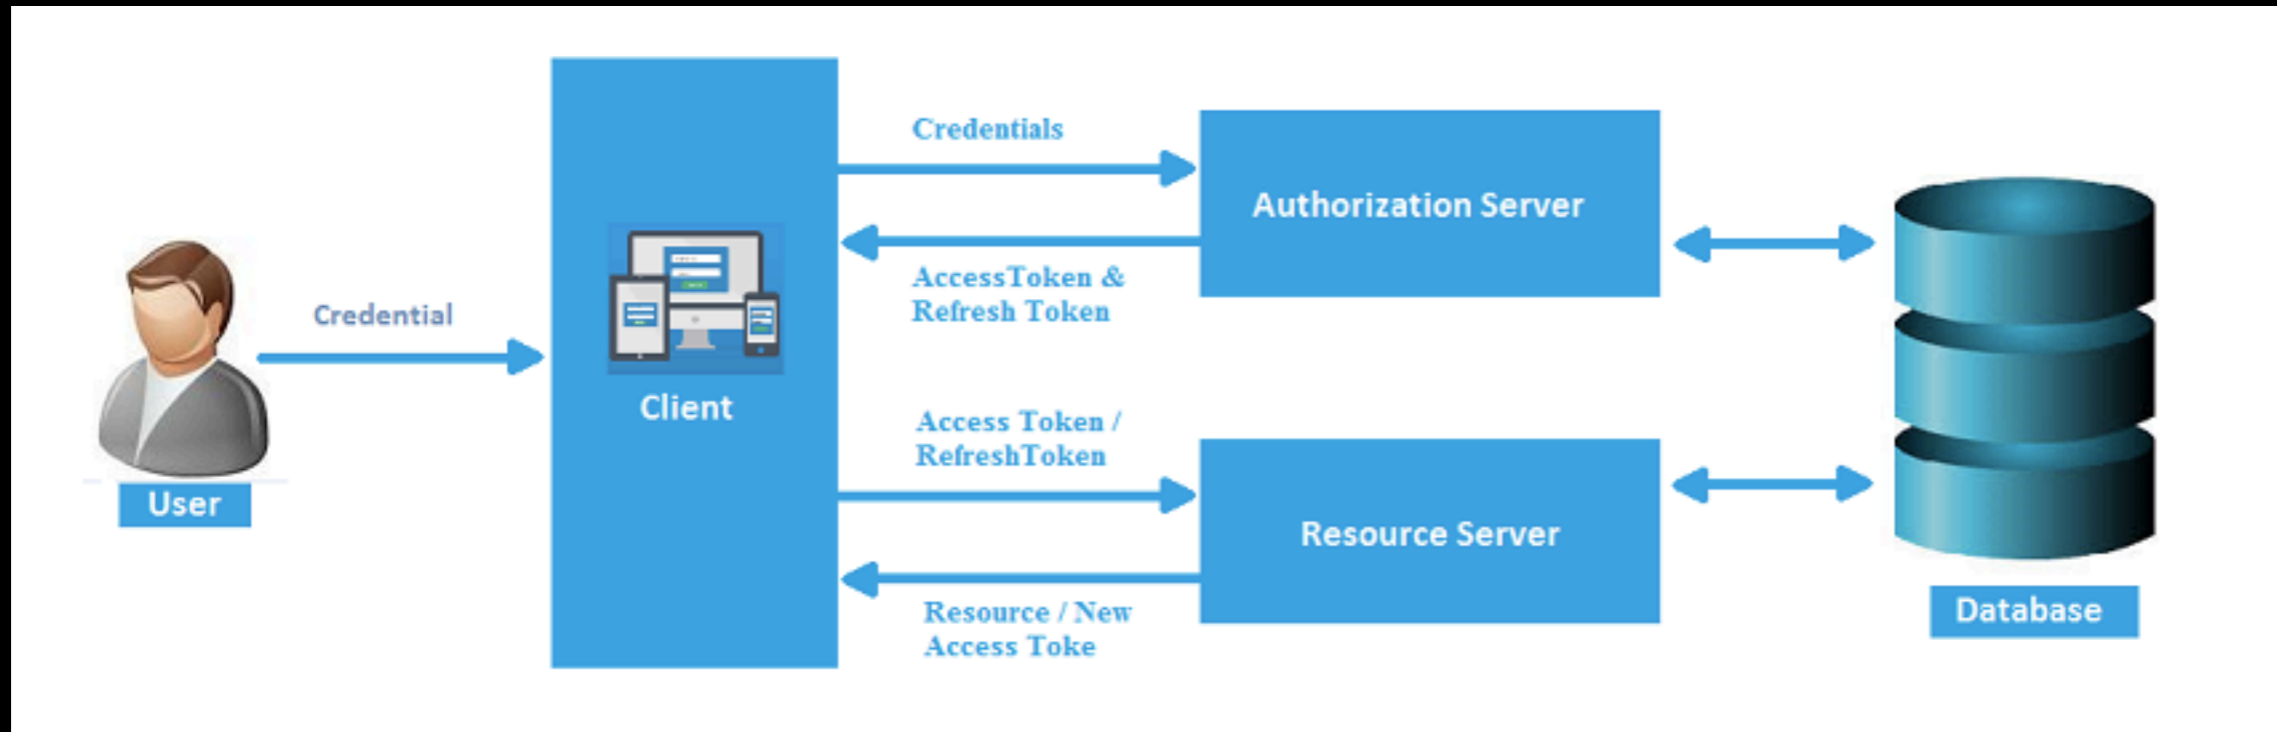 Credential
User
Client
Credentials
AccessToken &
Refresh Token
Access Token /
RefreshToken
Resource / New
Access Toke
Authorization Server
Resource Server
Database